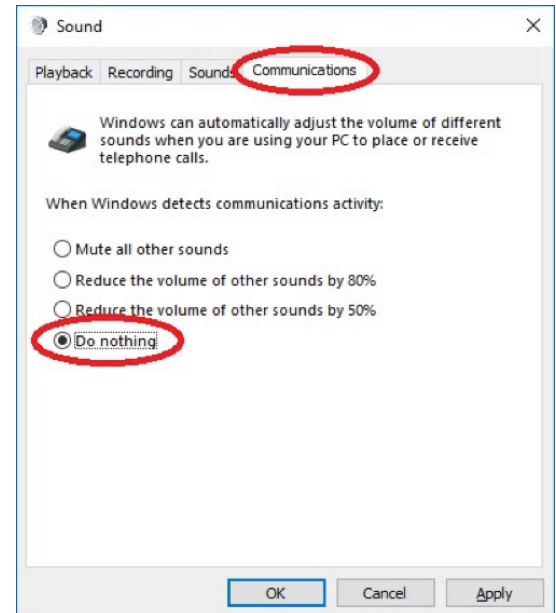 Sound
Playback Recording Sounds Communications
Windows can automatically adjust the volume of different
sounds when you are using your PC to place or receive
telephone calls.
When Windows detects communications activity:
Mute all other sounds
Reduce the volume of other sounds by 80%
Reduce the volume of other sounds by 50%
Do nothing
OK Cancel Apply